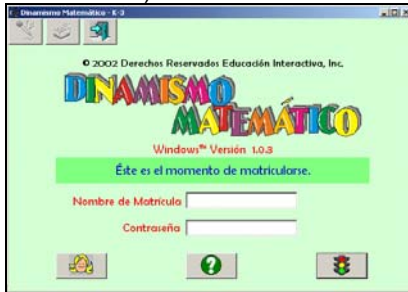 Dinamismo Matemático - K-3
© 2002 Derechos Reservados Educación Interactiva, Inc.
DINAMISMO
MATEMÁTICO
Windows™ Versión 1.0.3
Éste es el momento de matricularse.
Nombre de Matrícula
Contraseña
?